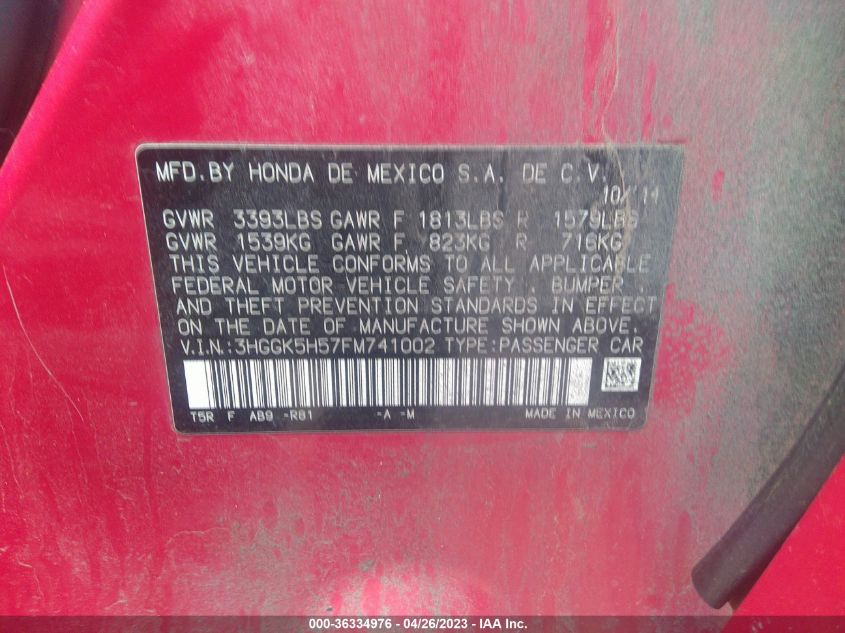 MFD.BY HONDA DE MEXICO S.A. DE C.V.
10/14
GVWR 3393LBS GAWR F 1813LBS R 1579LBS
GVWR 1539KG GAWR F 823KG R 716KG
THIS VEHICLE CONFORMS TO ALL APPLICABLE
FEDERAL MOTOR VEHICLE SAFETY, BUMPER,
AND THEFT PREVENTION STANDARDS IN EFFECT
ON THE DATE OF MANUFACTURE SHOWN ABOVE.
V.I.N.:3HGGK5H57FM741002 TYPE:PASSENGER CAR
T5R F AB9 -R81 -A -M MADE IN MEXICO
000-36334976 - 04/26/2023 - IAA Inc.